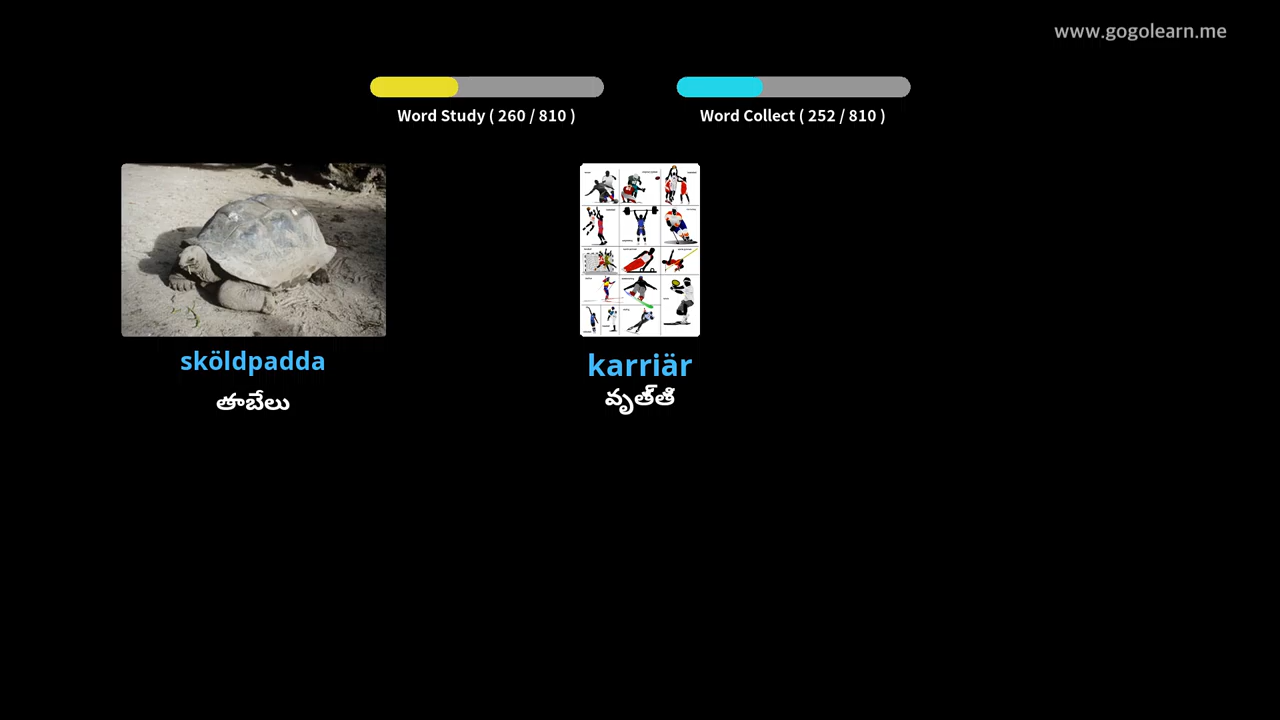 www.gogolearn.me
Word Study ( 260 / 810 )
Word Collect ( 252 / 810 )
sköldpadda
తాబేలు
karriär
వృత్తి